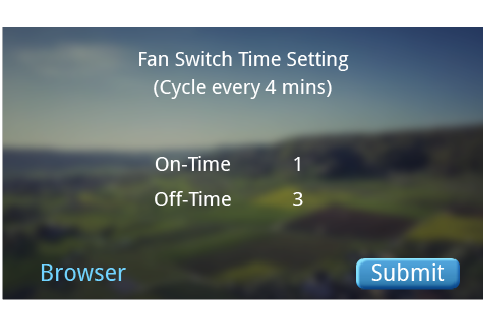 Fan Switch Time Setting
(Cycle every 4 mins)
On-Time 1
Off-Time 3
Browser Submit